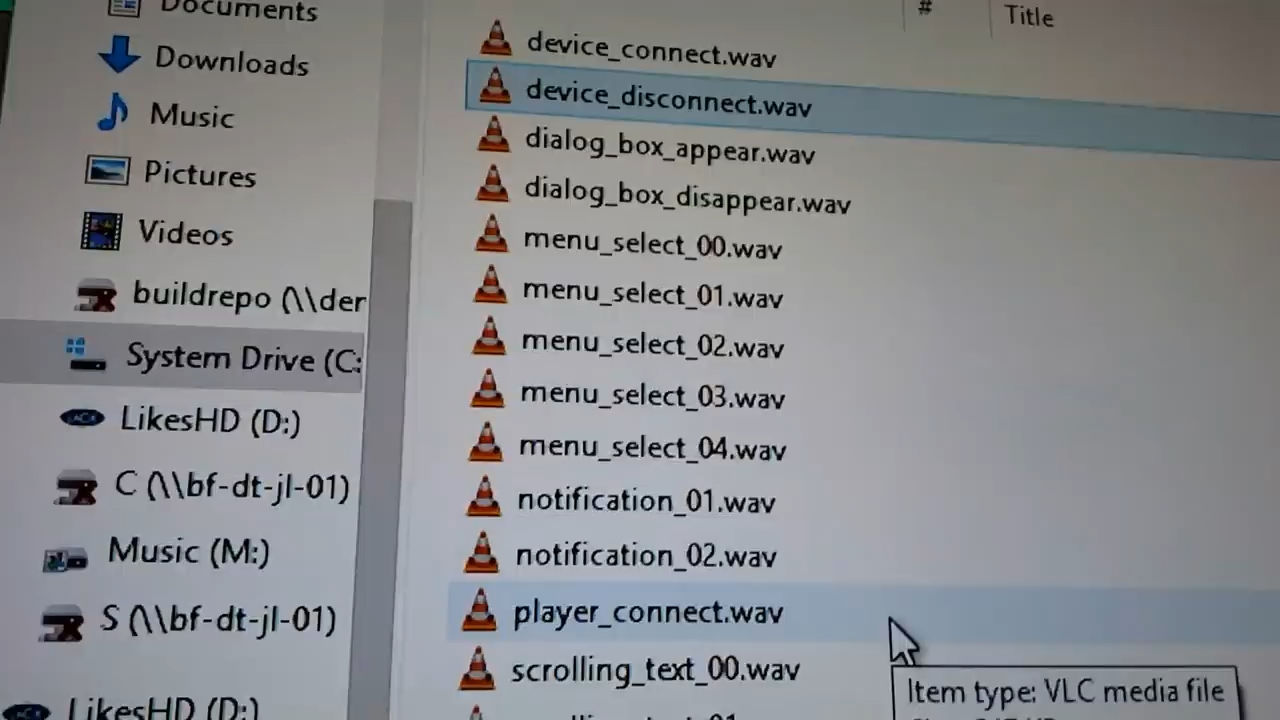 Documents
Downloads
Music
Pictures
Videos
buildrepo (\\der
System Drive (C:
LikesHD (D:)
C (\\bf-dt-jl-01)
Music (M:)
S (\\bf-dt-jl-01)
LikesHD (D:)
# Title
device_connect.wav
device_disconnect.wav
dialog_box_appear.wav
dialog_box_disappear.wav
menu_select_00.wav
menu_select_01.wav
menu_select_02.wav
menu_select_03.wav
menu_select_04.wav
notification_01.wav
notification_02.wav
player_connect.wav
scrolling_text_00.wav
Item type: VLC media file